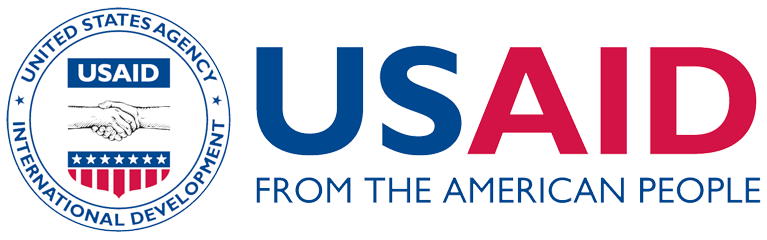 UNITED STATES AGENCY
INTERNATIONAL DEVELOPMENT
USAID
USAID
FROM THE AMERICAN PEOPLE